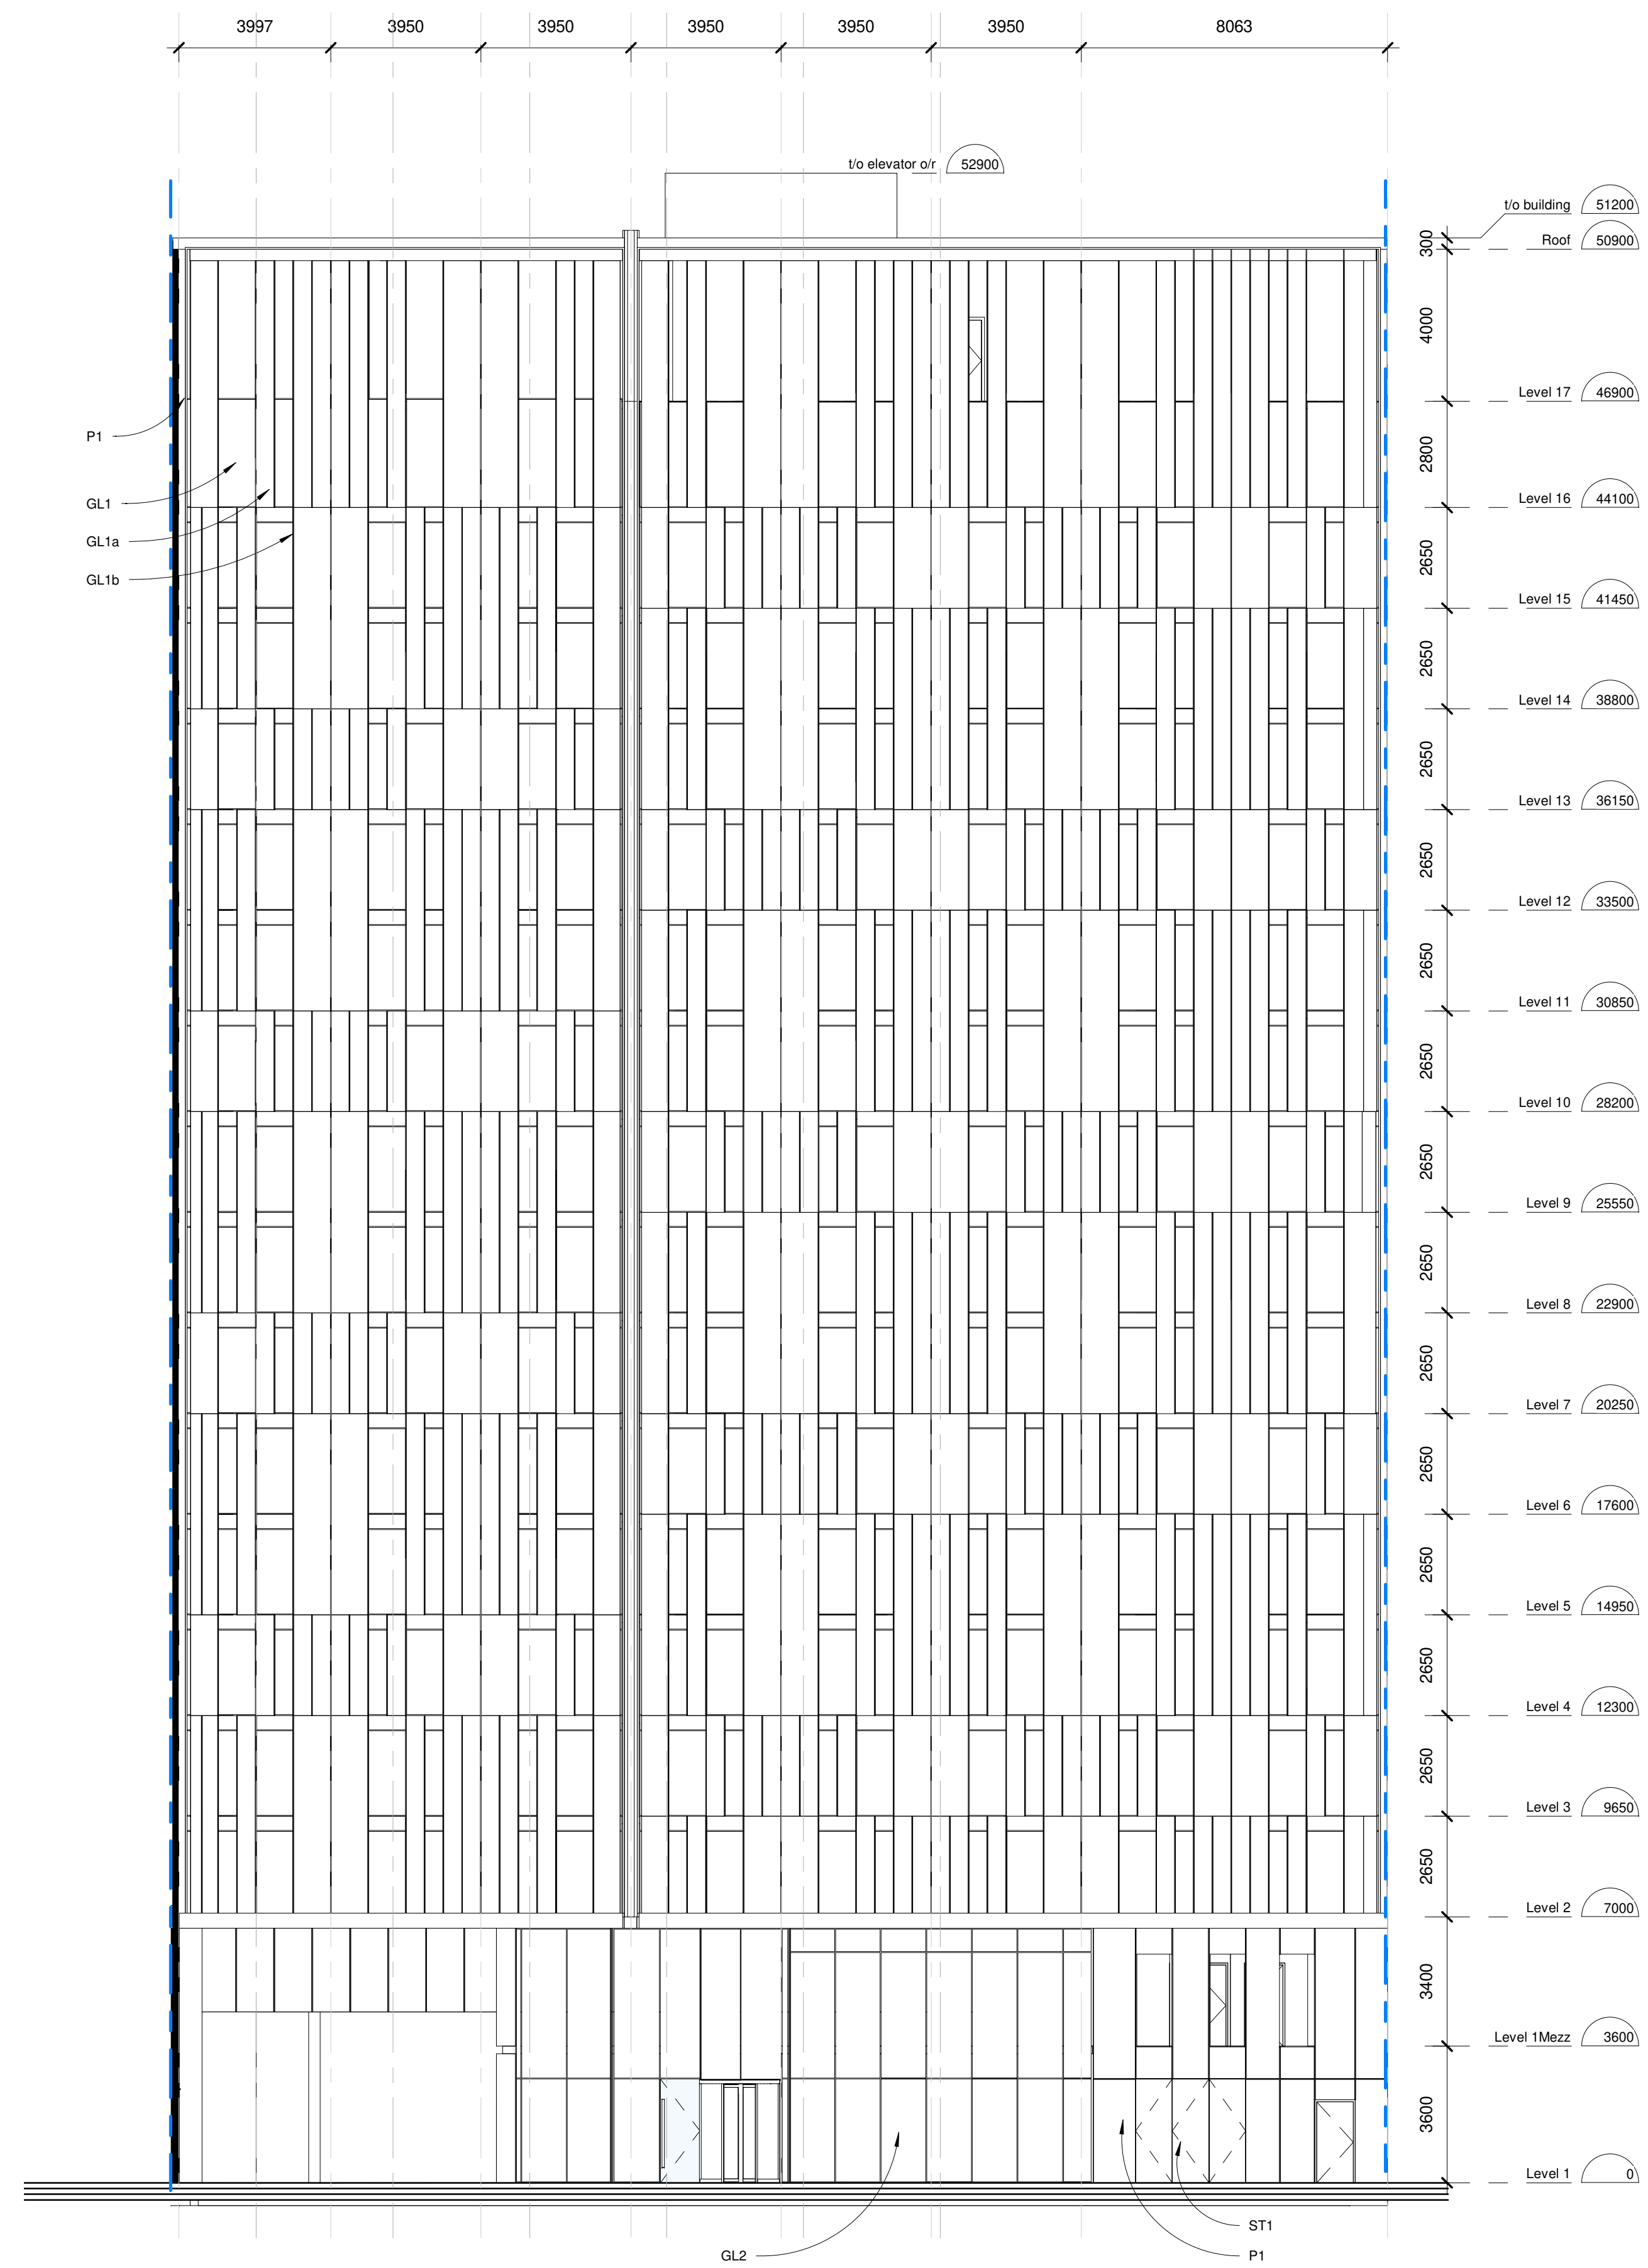 3997 3950 3950 3950 3950 3950 8063
t/o elevator o/r 52900
t/o building 51200
300
Roof 50900
4000
Level 17 46900
P1
2800
GL1
Level 16 44100
GL1a
2650
GL1b
Level 15 41450
2650
Level 14 38800
2650
Level 13 36150
2650
Level 12 33500
2650
Level 11 30850
2650
Level 10 28200
2650
Level 9 25550
2650
Level 8 22900
2650
Level 7 20250
2650
Level 6 17600
2650
Level 5 14950
2650
Level 4 12300
2650
Level 3 9650
2650
Level 2 7000
3400
Level 1Mezz 3600
3600
Level 1 0
ST1
GL2
P1